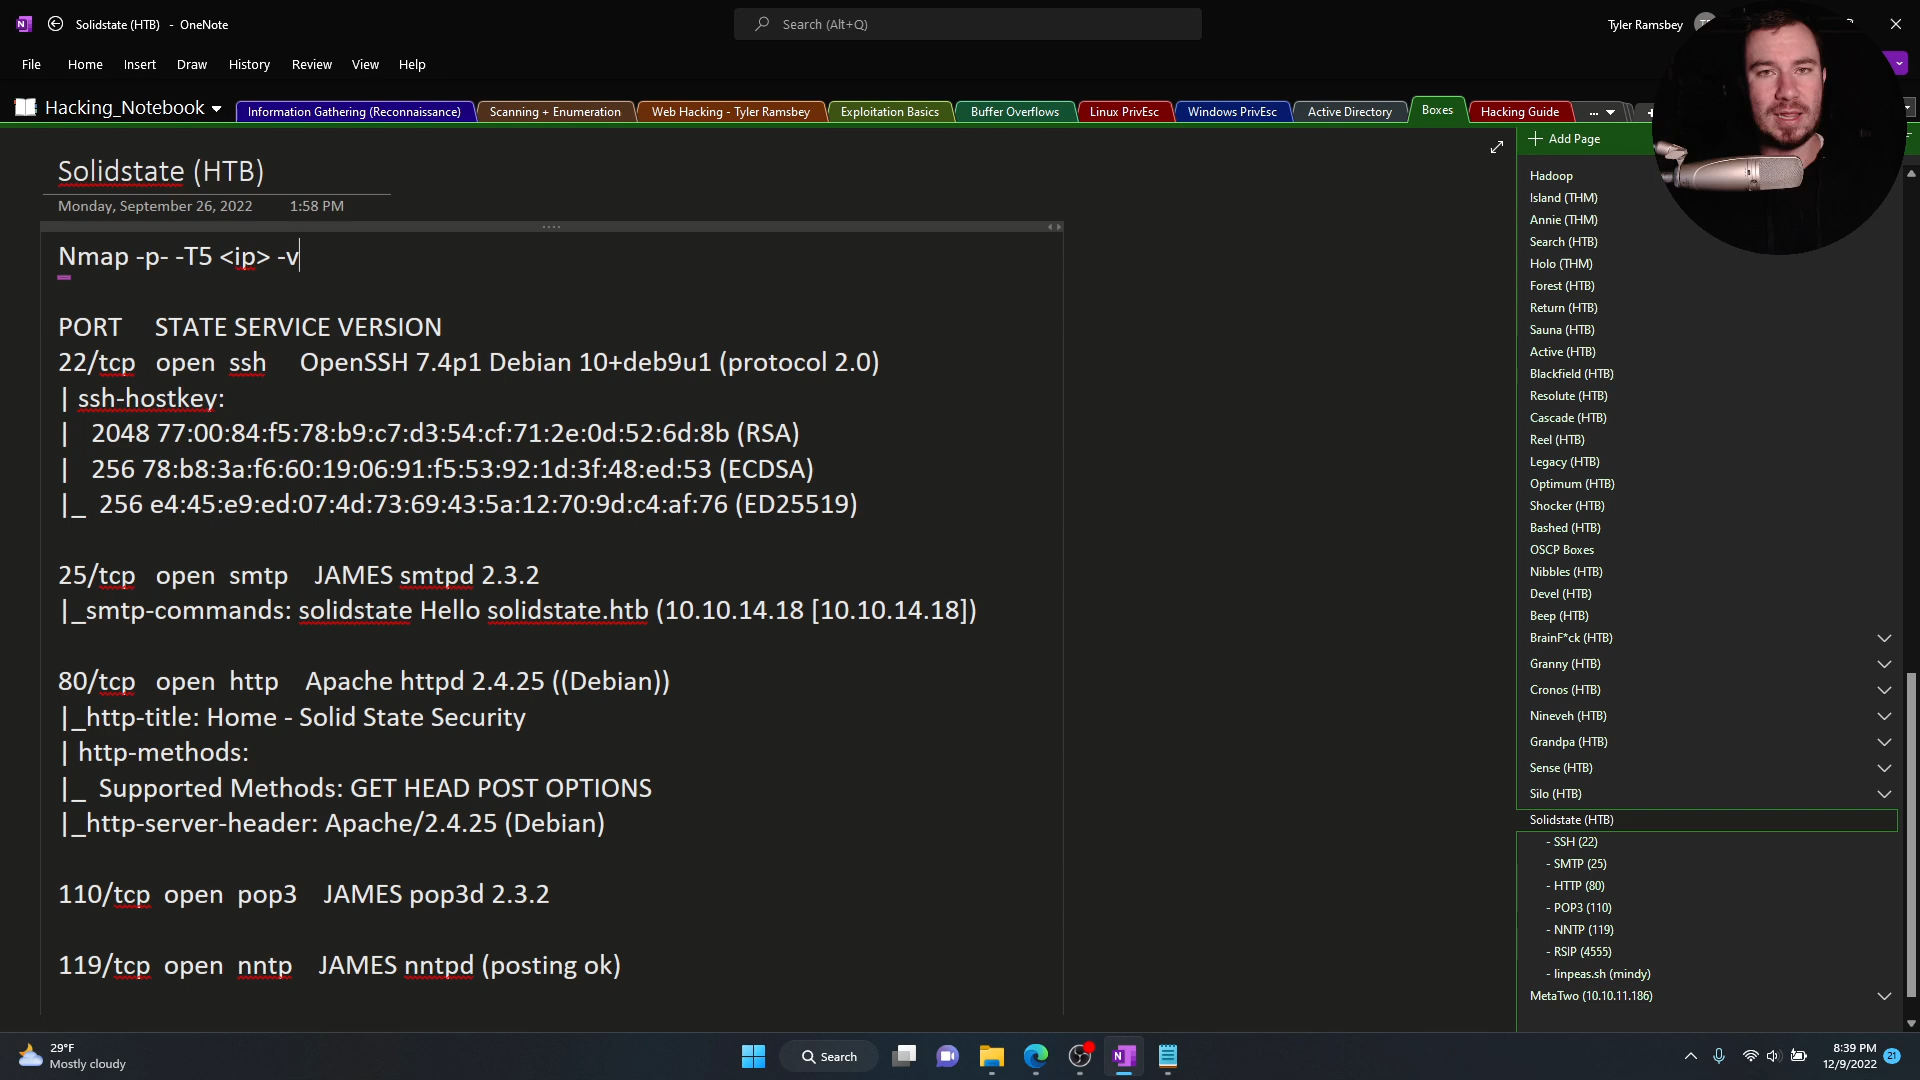 Solidstate (HTB) - OneNote
Search (Alt+Q)
Tyler Ramsbey
File Home Insert Draw History Review View Help
Hacking_Notebook
Information Gathering (Reconnaissance)
Scanning + Enumeration
Web Hacking - Tyler Ramsbey
Exploitation Basics
Buffer Overflows
Linux PrivEsc
Windows PrivEsc
Active Directory
Boxes
Hacking Guide
...
Solidstate (HTB)
Monday, September 26, 2022 1:58 PM
Nmap -p- -T5 <ip> -v
PORT STATE SERVICE VERSION
22/tcp open ssh OpenSSH 7.4p1 Debian 10+deb9u1 (protocol 2.0)
| ssh-hostkey:
| 2048 77:00:84:f5:78:b9:c7:d3:54:cf:71:2e:0d:52:6d:8b (RSA)
| 256 78:b8:3a:f6:60:19:06:91:f5:53:92:1d:3f:48:ed:53 (ECDSA)
|_ 256 e4:45:e9:ed:07:4d:73:69:43:5a:12:70:9d:c4:af:76 (ED25519)
25/tcp open smtp JAMES smtpd 2.3.2
|_smtp-commands: solidstate Hello solidstate.htb (10.10.14.18 [10.10.14.18])
80/tcp open http Apache httpd 2.4.25 ((Debian))
|_http-title: Home - Solid State Security
| http-methods:
|_ Supported Methods: GET HEAD POST OPTIONS
|_http-server-header: Apache/2.4.25 (Debian)
110/tcp open pop3 JAMES pop3d 2.3.2
119/tcp open nntp JAMES nntpd (posting ok)
Add Page
Hadoop
Island (THM)
Annie (THM)
Search (HTB)
Holo (THM)
Forest (HTB)
Return (HTB)
Sauna (HTB)
Active (HTB)
Blackfield (HTB)
Resolute (HTB)
Cascade (HTB)
Reel (HTB)
Legacy (HTB)
Optimum (HTB)
Shocker (HTB)
Bashed (HTB)
OSCP Boxes
Nibbles (HTB)
Devel (HTB)
Beep (HTB)
BrainF*ck (HTB)
Granny (HTB)
Cronos (HTB)
Nineveh (HTB)
Grandpa (HTB)
Sense (HTB)
Silo (HTB)
Solidstate (HTB)
- SSH (22)
- SMTP (25)
- HTTP (80)
- POP3 (110)
- NNTP (119)
- RSIP (4555)
- linpeas.sh (mindy)
MetaTwo (10.10.11.186)
29°F
Mostly cloudy
Search
8:39 PM
12/9/2022
21